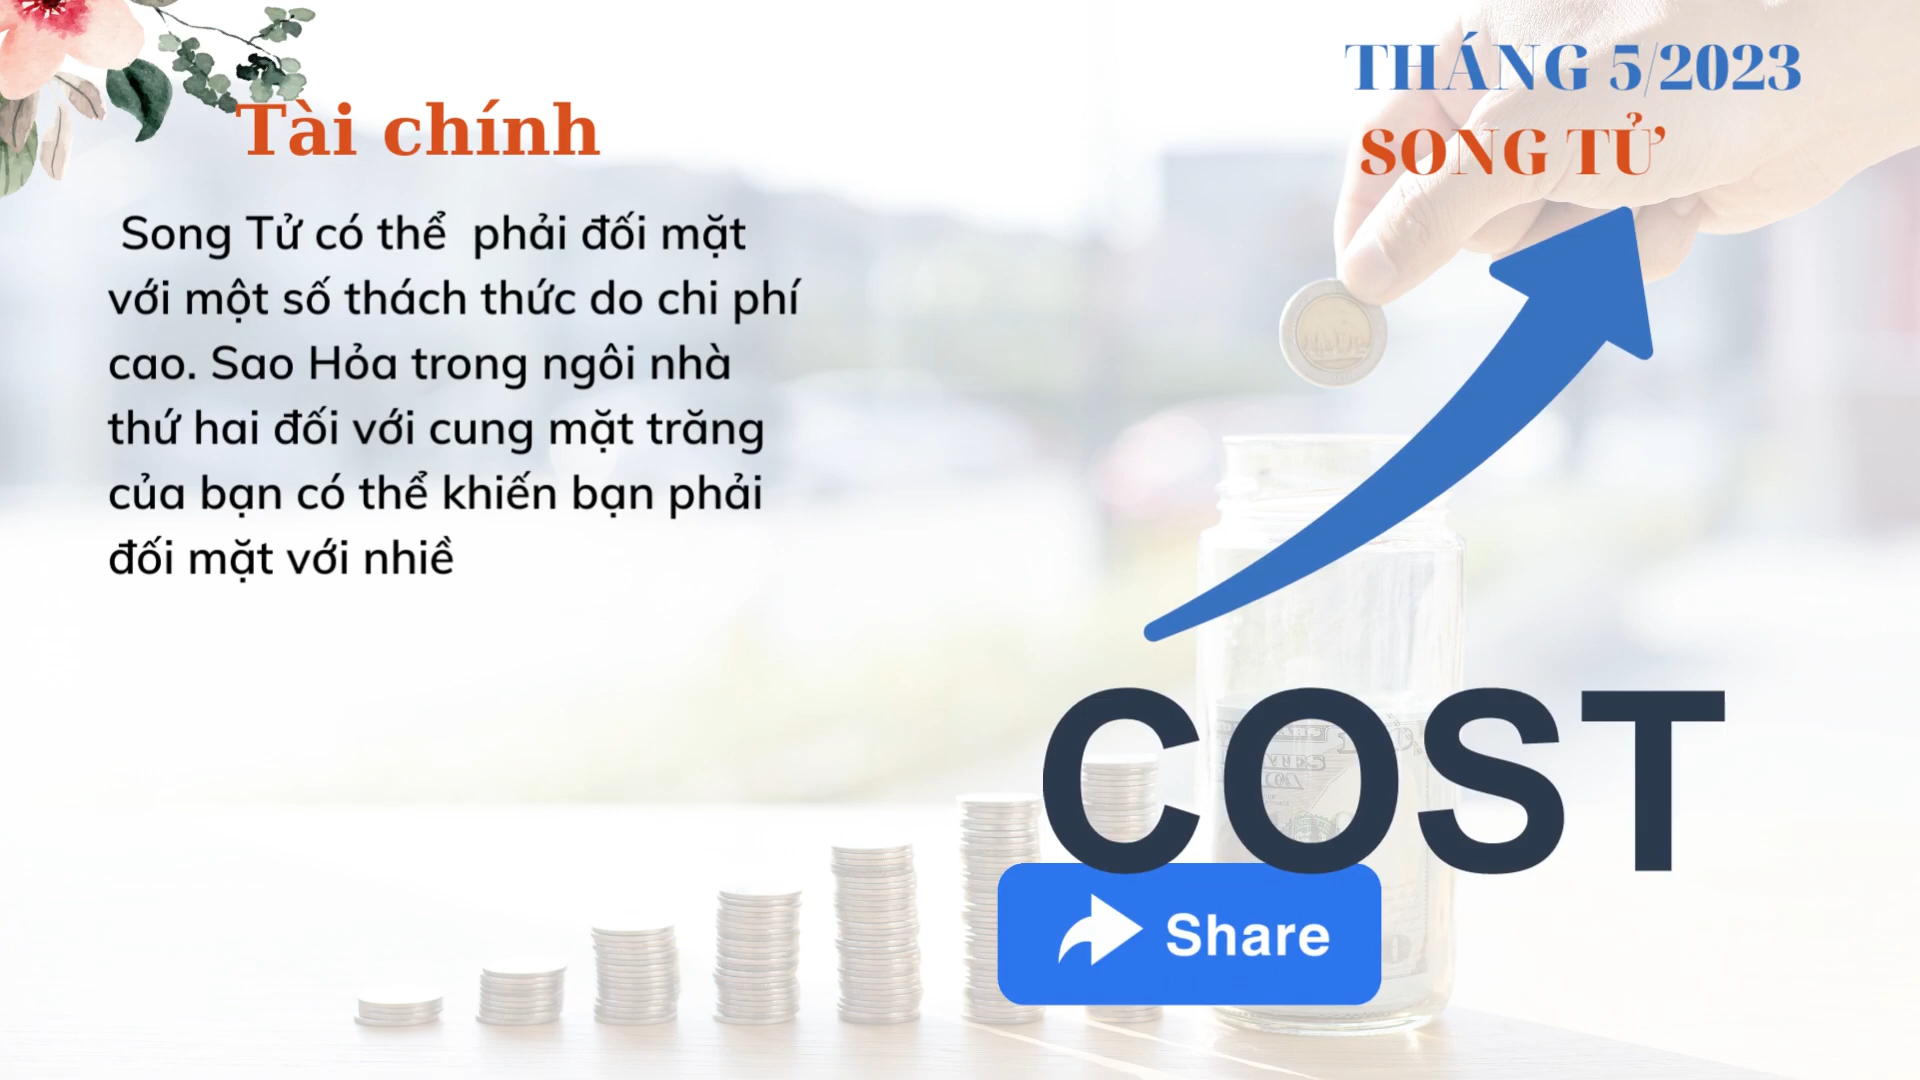 Tài chính
THÁNG 5/2023
SONG TỬ
Song Tử có thể phải đối mặt
với một số thách thức do chi phí
cao. Sao Hỏa trong ngôi nhà
thứ hai đối với cung mặt trăng
của bạn có thể khiến bạn phải
đối mặt với nhiề
COST
Share